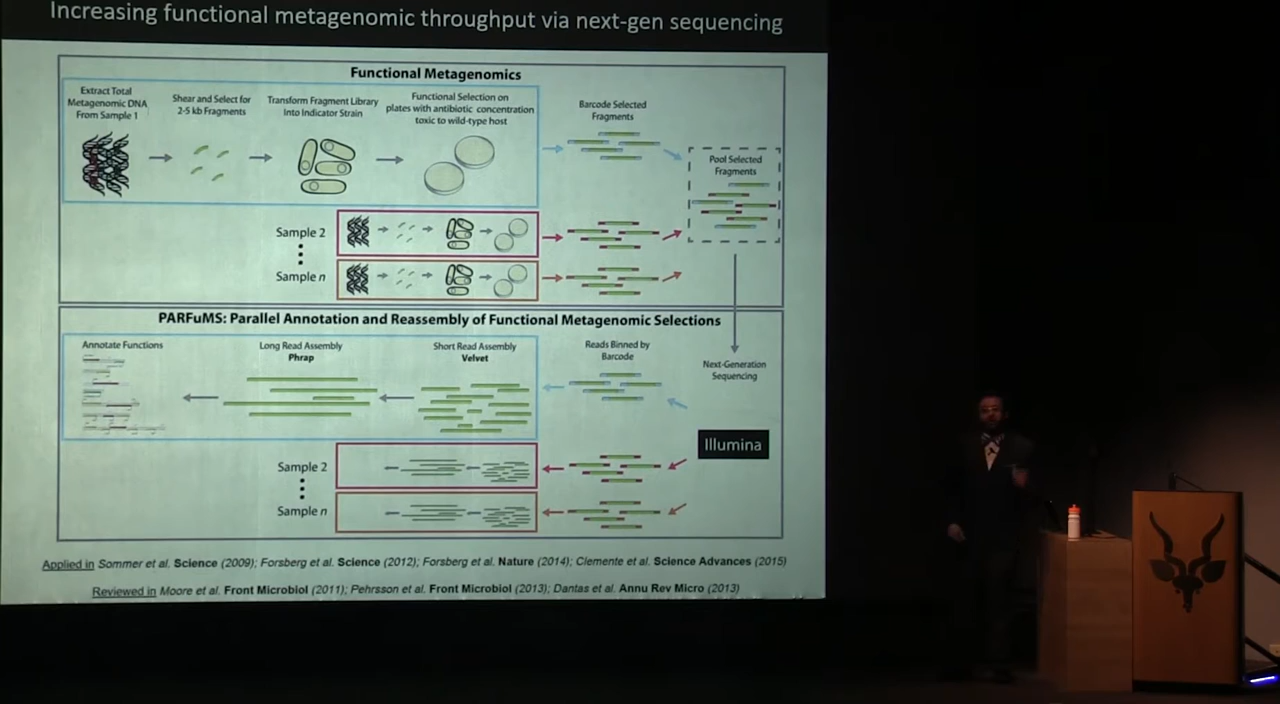 Increasing functional metagenomic throughput via next-gen sequencing
Functional Metagenomics
Extract Total
Metagenomic DNA
From Sample 1
Shear and Select for
2-5 kb Fragments
Transform Fragment Library
Into Indicator Strain
Functional Selection on
plates with antibiotic concentration
toxic to wild-type host
Barcode Selected
Fragments
Pool Selected
Fragments
Sample 2
Sample n
PARFuMS: Parallel Annotation and Reassembly of Functional Metagenomic Selections
Annotate Functions
Long Read Assembly
Phrap
Short Read Assembly
Velvet
Reads Binned by
Barcode
Next-Generation
Sequencing
Illumina
Sample 2
Sample n
Applied in Sommer et al. Science (2009); Forsberg et al. Science (2012); Forsberg et al. Nature (2014); Clemente et al. Science Advances (2015)
Reviewed in Moore et al. Front Microbiol (2011); Pehrsson et al. Front Microbiol (2013); Dantas et al. Annu Rev Micro (2013)